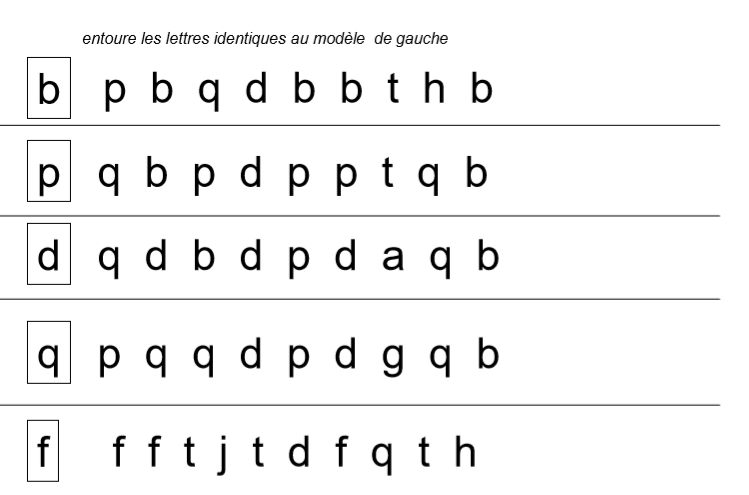 entoure les lettres identiques au modèle de gauche
b p b q d b b t h b
p q b p d p p t q b
d q d b d p d a q b
q p q q d p d g q b
f f f t j t d f q t h